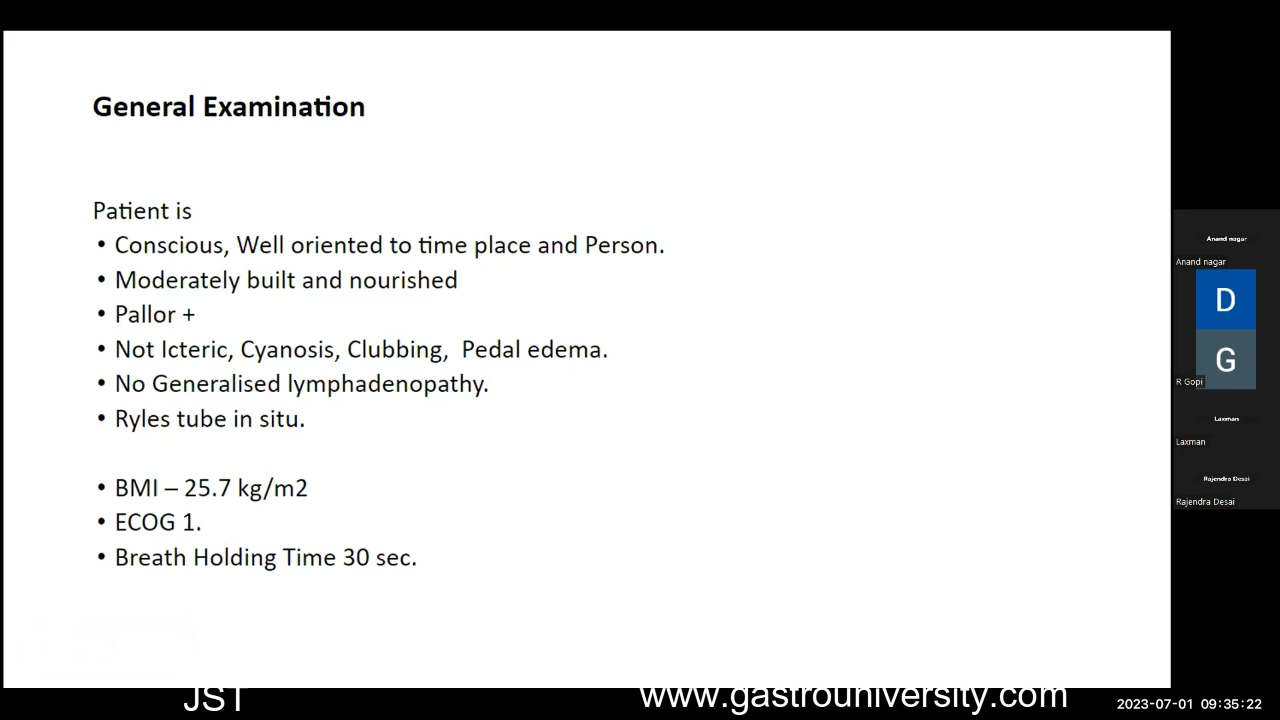 General Examination
Patient is
• Conscious, Well oriented to time place and Person.
• Moderately built and nourished
• Pallor +
• Not Icteric, Cyanosis, Clubbing,  Pedal edema.
• No Generalised lymphadenopathy.
• Ryles tube in situ.
• BMI – 25.7 kg/m2
• ECOG 1.
• Breath Holding Time 30 sec.
Anand nagar
Anand nagar
D
G
R Gopi
Laxman
Laxman
Rajendra Desai
Rajendra Desai
JST
www.gastrouniversity.com
2023-07-01 09:35:22